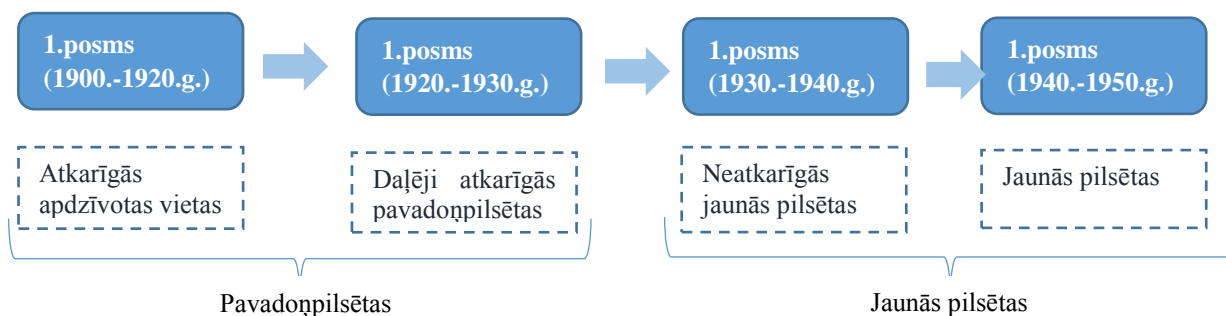 1.posms
(1900.-1920.g.)
1.posms
(1920.-1930.g.)
1.posms
(1930.-1940.g.)
1.posms
(1940.-1950.g.)
Atkarīgās
apdzīvotas vietas
Daļēji atkarīgās
pavadoņpilsētas
Neatkarīgās
jaunās pilsētas
Jaunās pilsētas
Pavadoņpilsētas
Jaunās pilsētas